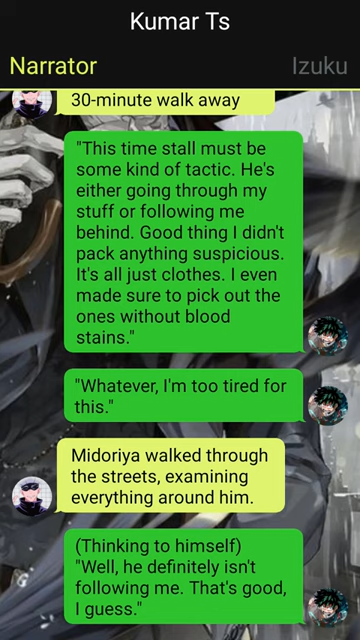 Kumar Ts
Narrator Izuku
30-minute walk away
"This time stall must be
some kind of tactic. He's
either going through my
stuff or following me
behind. Good thing I didn't
pack anything suspicious.
It's all just clothes. I even
made sure to pick out the
ones without blood
stains."
"Whatever, I'm too tired for
this."
Midoriya walked through
the streets, examining
everything around him.
(Thinking to himself)
"Well, he definitely isn't
following me. That's good,
I guess."